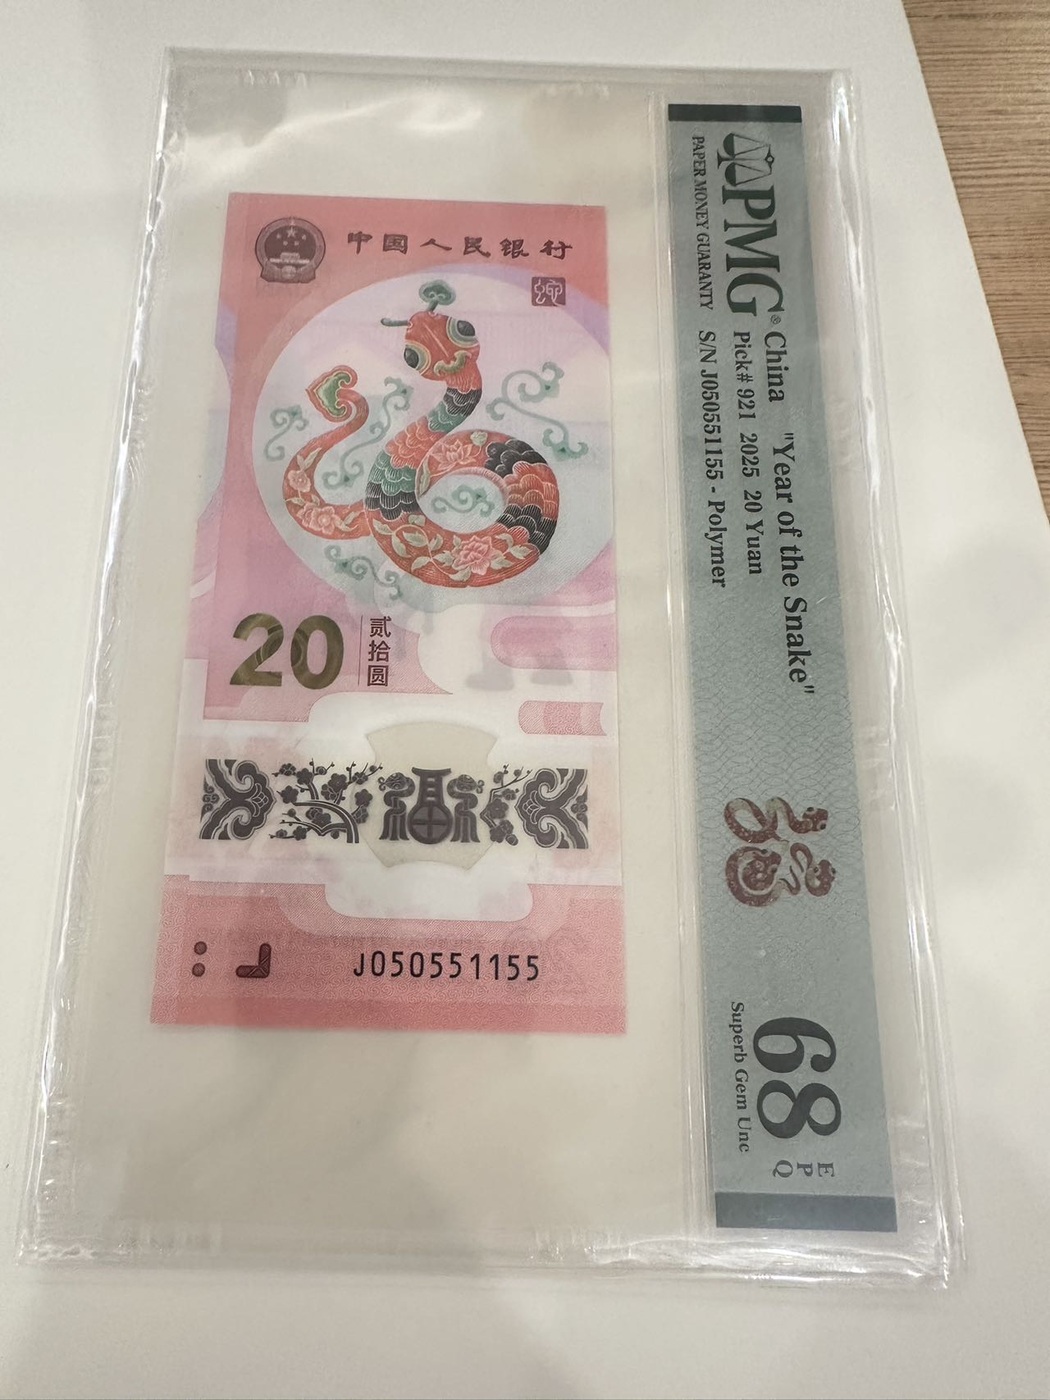 中国人民银行
蛇
20
贰拾圆
J050551155
PMG®
PAPER MONEY GUARANTY
China "Year of the Snake"
Pick# 921 2025 20 Yuan
S/N J050551155 - Polymer
68
EPQ
Superb Gem Unc